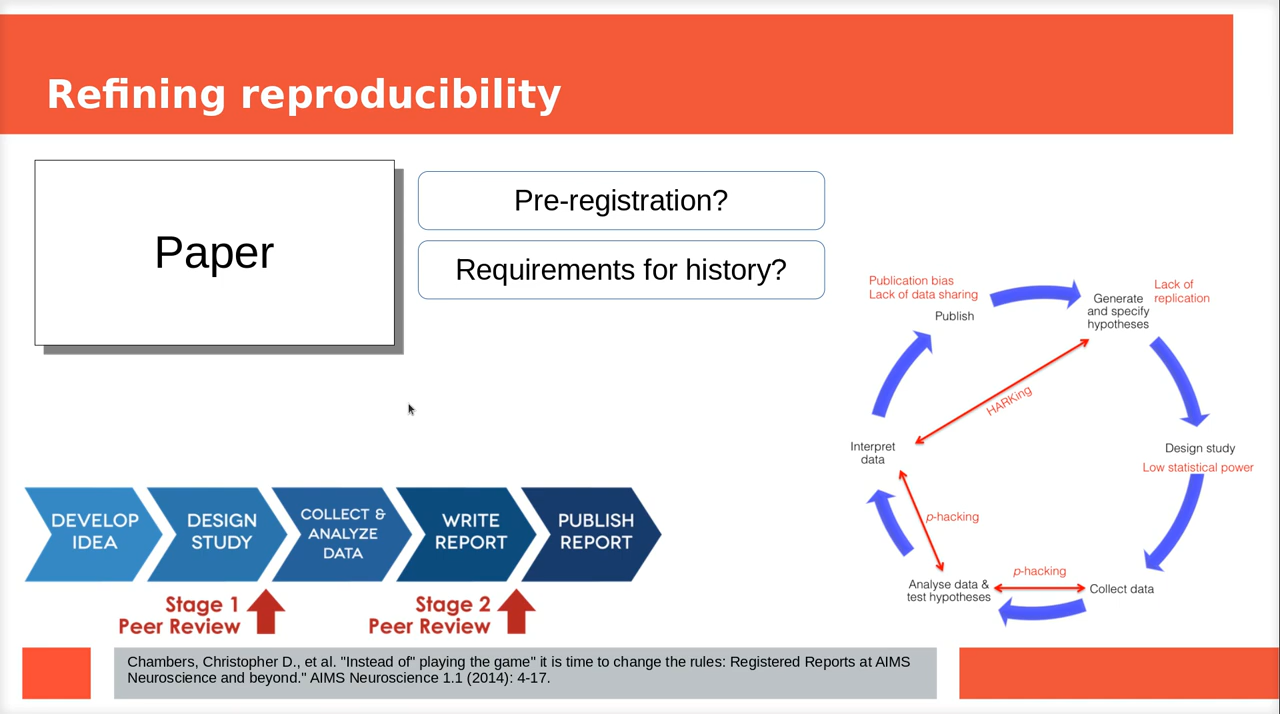 Refining reproducibility
Paper
Pre-registration?
Requirements for history?
Publication bias
Lack of data sharing
Publish
Generate
and specify
hypotheses
Lack of
replication
HARKing
Interpret
data
Design study
Low statistical power
p-hacking
p-hacking
Analyse data &
test hypotheses
Collect data
DEVELOP
IDEA
DESIGN
STUDY
COLLECT &
ANALYZE
DATA
WRITE
REPORT
PUBLISH
REPORT
Stage 1
Peer Review
Stage 2
Peer Review
Chambers, Christopher D., et al. "Instead of" playing the game" it is time to change the rules: Registered Reports at AIMS
Neuroscience and beyond." AIMS Neuroscience 1.1 (2014): 4-17.